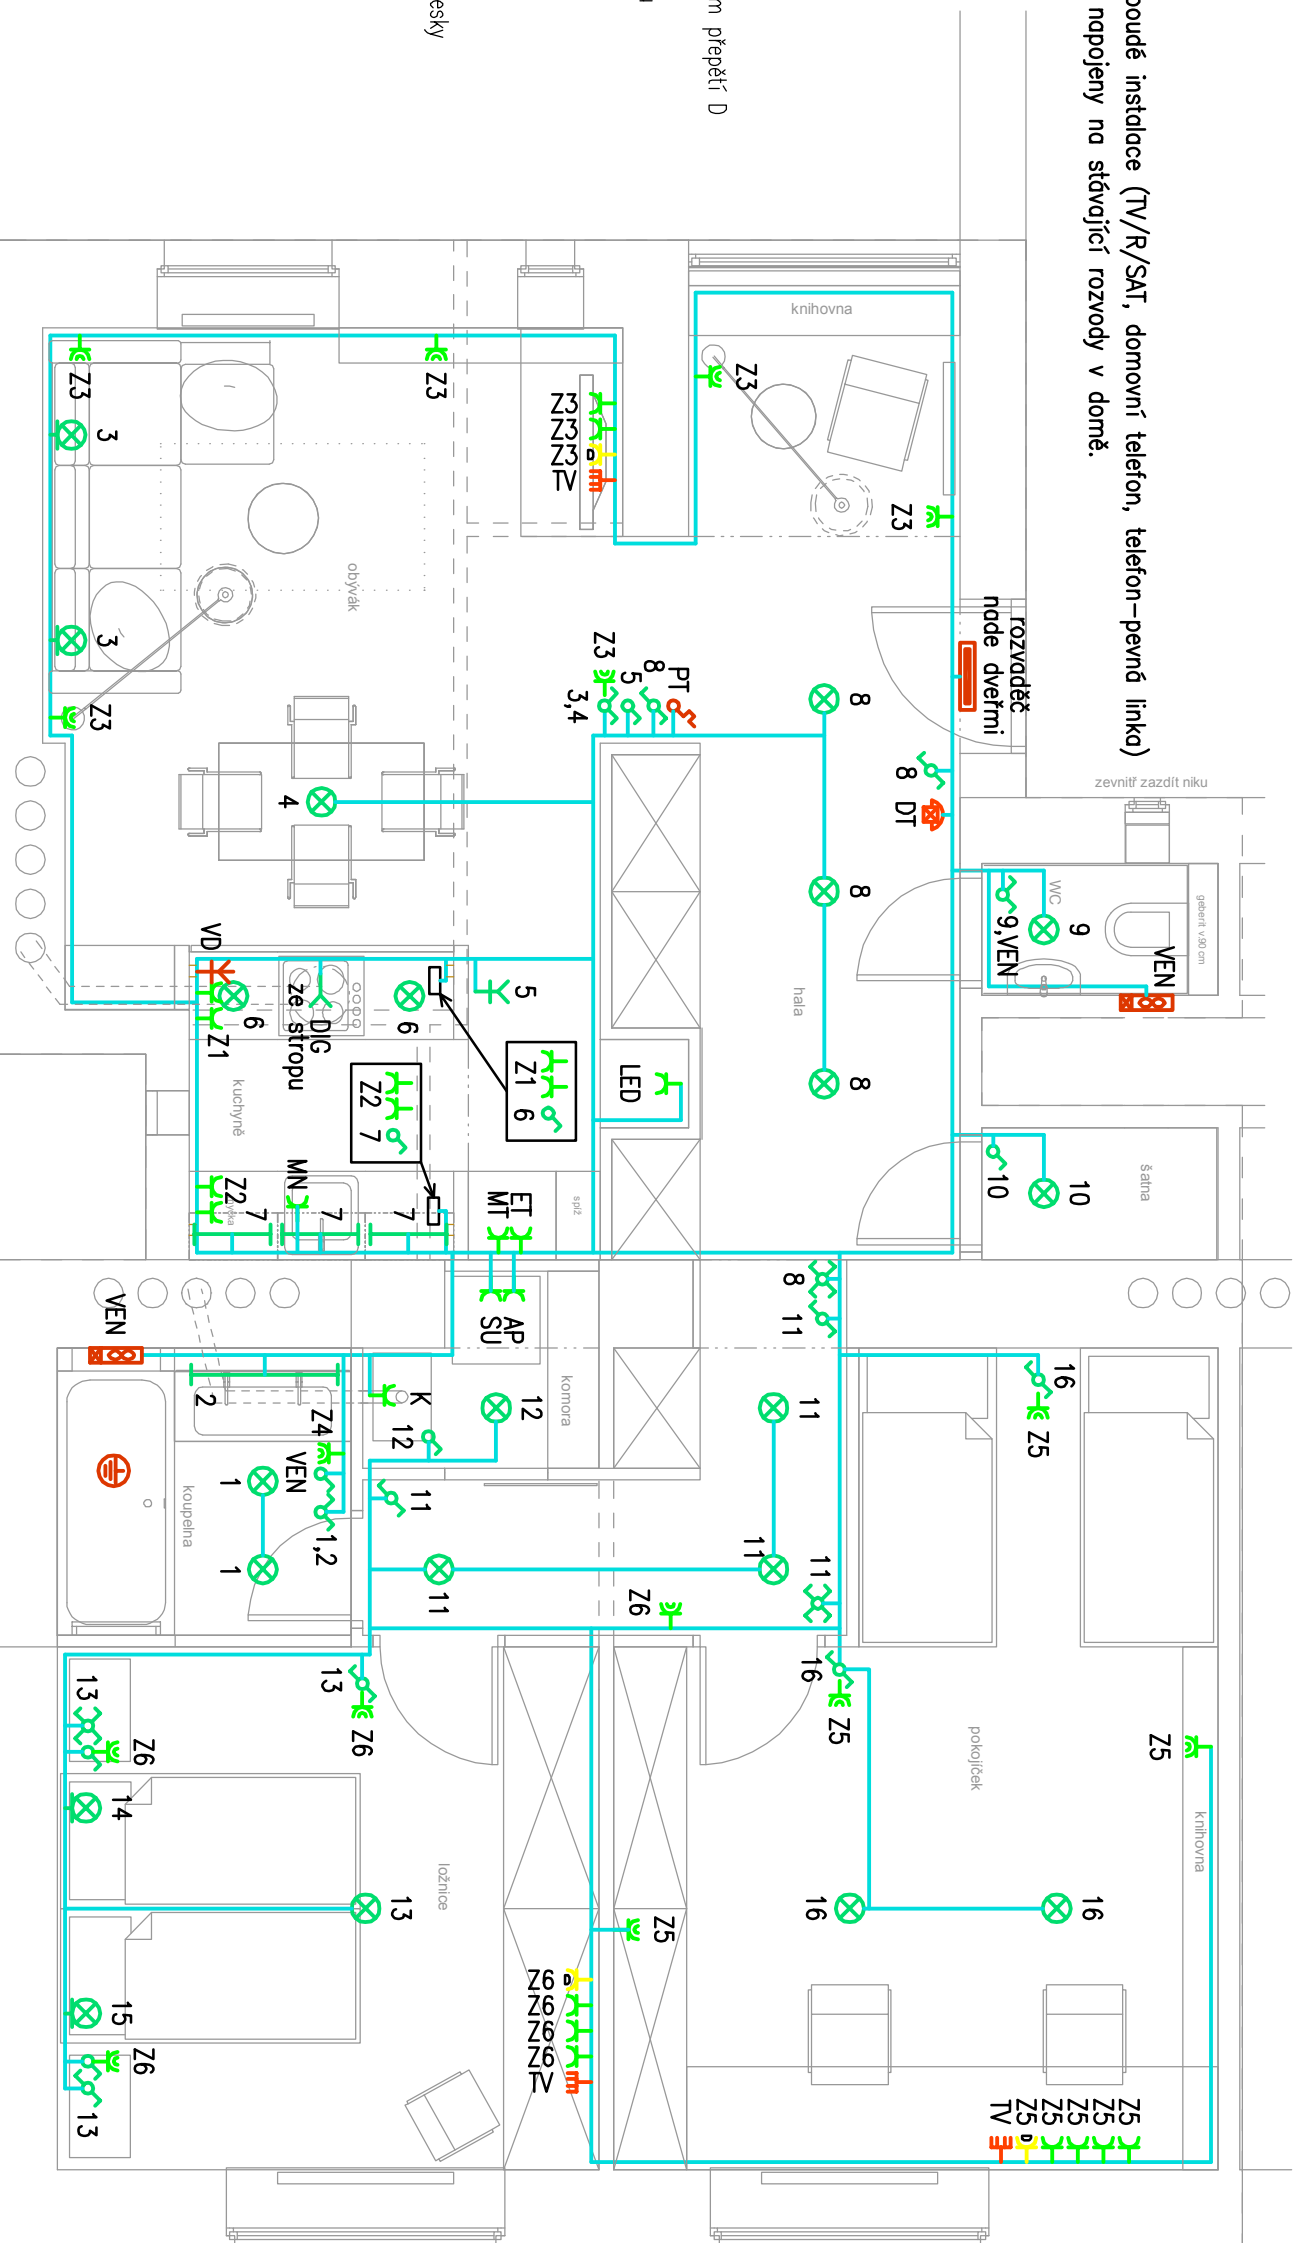 poudé instalace (TV/R/SAT, domovní telefon, telefon-pevná linka)
napojeny na stávající rozvody v domě.
m přepětí D
esky
knihovna
Z3
Z3
rozvaděč
nade dveřmi
zevnitř zazdít niku
8
DT
WC
geberit v.90 cm
9
9,VEN
VEN
hala
8
8
8
šatna
10
10
Z3
Z3
Z3
Z3
Z3
TV
3
3
obývák
Z3
Z3
3,4
5
8
PT
4
VD
Z1
6
DIG
ze stropu
6
5
Z1
6
Z2
7
LED
kuchyně
MN
Z2
7
7
7
ET
MT
spíž
AP
SU
VEN
2
Z4
VEN
1,2
1
1
koupelna
K
12
12
komora
11
11
11
11
8
11
11
Z6
16
Z5
16
Z5
pokojíček
Z5
knihovna
16
16
13
Z6
13
Z6
14
13
15
Z6
13
ložnice
Z5
Z6
Z6
Z6
Z6
TV
TV
Z5
Z5
Z5
Z5
Z5